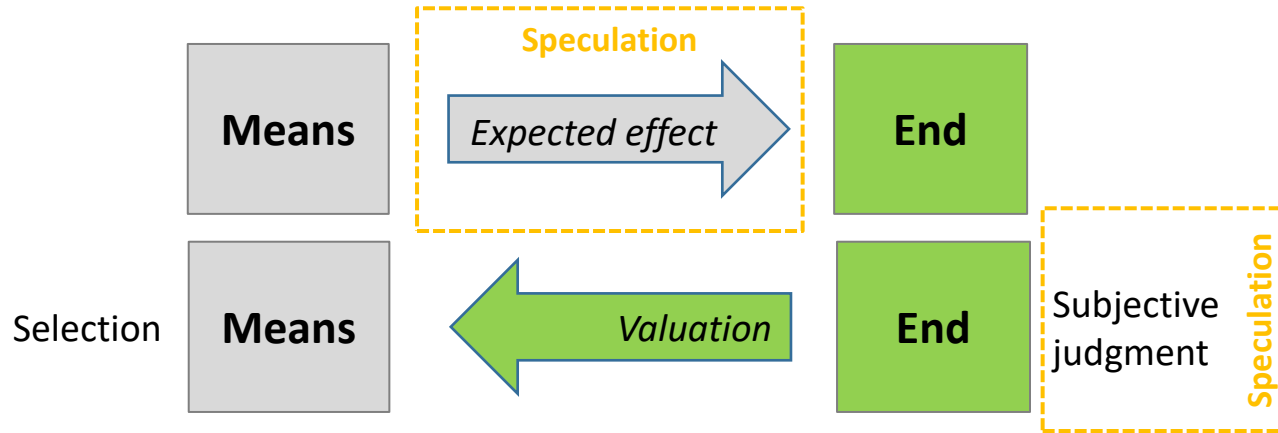 Speculation
Means
Expected effect
End
Selection
Means
Valuation
End
Subjective
judgment
Speculation